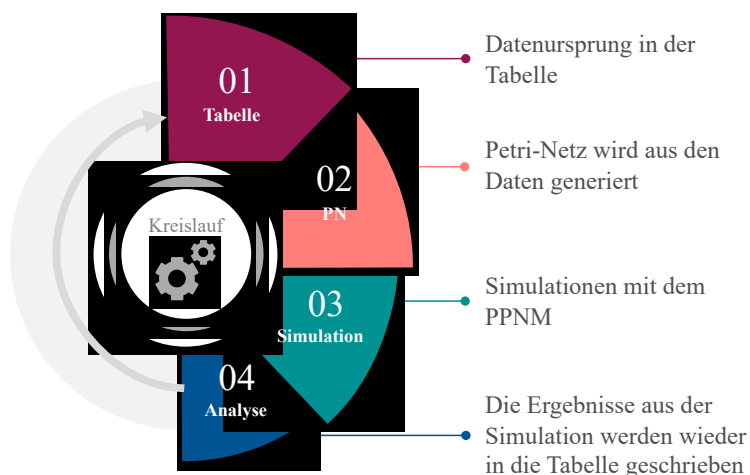 01
Tabelle
Datenursprung in der
Tabelle
02
PN
Petri-Netz wird aus den
Daten generiert
Kreislauf
03
Simulation
Simulationen mit dem
PPNM
04
Analyse
Die Ergebnisse aus der
Simulation werden wieder
in die Tabelle geschrieben